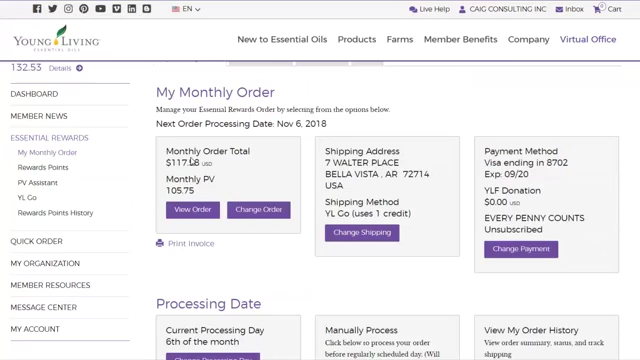 EN
Live Help
CAIG CONSULTING INC
Inbox
Cart
YOUNG LIVING
ESSENTIAL OILS
New to Essential Oils
Products
Farms
Member Benefits
Company
Virtual Office
132.53
Details
DASHBOARD
MEMBER NEWS
ESSENTIAL REWARDS
My Monthly Order
Rewards Points
PV Assistant
YL Go
Rewards Points History
QUICK ORDER
MY ORGANIZATION
MEMBER RESOURCES
MESSAGE CENTER
MY ACCOUNT
My Monthly Order
Manage your Essential Rewards Order by selecting from the options below.
Next Order Processing Date: Nov 6, 2018
Monthly Order Total
USD
Monthly PV
105.75
View Order
Change Order
Print Invoice
Shipping Address
7 WALTER PLACE
BELLA VISTA , AR 72714
USA
Shipping Method
YL Go (uses 1 credit)
Change Shipping
Payment Method
Visa ending in 8702
Exp: 09/20
YLF Donation
$0.00 USD
EVERY PENNY COUNTS
Unsubscribed
Change Payment
Processing Date
Current Processing Day
6th of the month
Change Processing Day
Manually Process
Click below to process your order
before regularly scheduled day. (Will
View My Order History
View order summary, status, and track
shipping